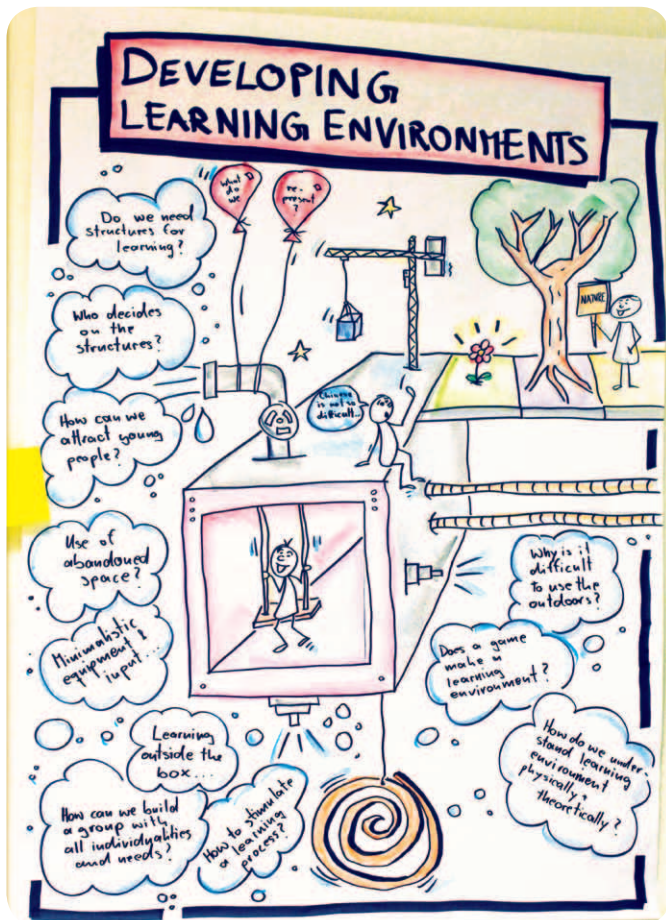 DEVELOPING
LEARNING ENVIRONMENTS
Do we need
structures for
learning?
What
do
we
re-
present
?
Who decides
on the
structures?
NATURE
How can we
attract young
people?
Chinese
is not so
difficult...
Use of
abandoned
space?
Why is it
difficult
to use the
outdoors?
Minimalistic
equipment &
input...
Does a game
make a
learning
environment?
Learning
outside the
box...
How do we under-
stand learning
environment
physically +
theoretically?
How can we build
a group with
all individualities
and needs?
How to stimulate
a learning
process?